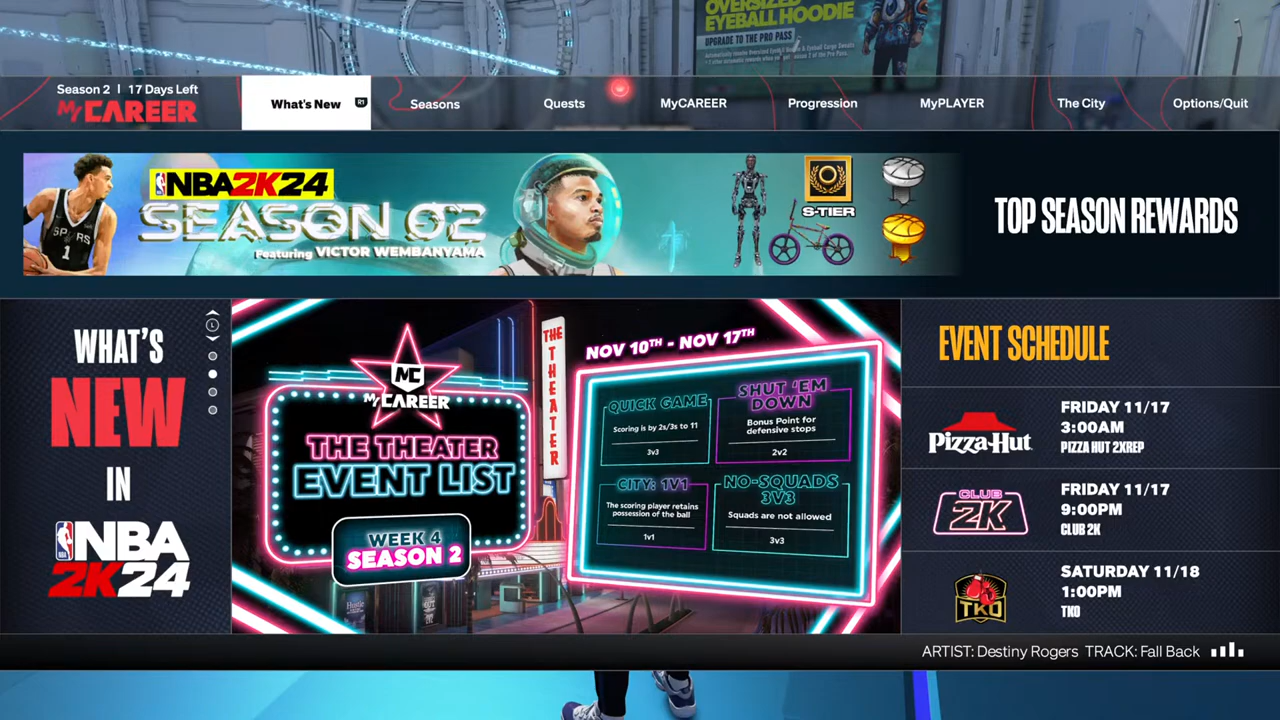 OVERSIZED
EYEBALL HOODIE
UPGRADE TO THE PRO PASS
Season 2 | 17 Days Left
MyCAREER
What's New R1
Seasons
Quests
MyCAREER
Progression
MyPLAYER
The City
Options/Quit
NBA2K24
SEASON 02
Featuring VICTOR WEMBANYAMA
SPURS
1
S-TIER
TOP SEASON REWARDS
WHAT'S
NEW
IN
NBA
2K24
L
MC
MyCAREER
THE THEATER
EVENT LIST
WEEK 4
SEASON 2
THE THEATER
NOV 10TH - NOV 17TH
QUICK GAME
Scoring is by 2s/3s to 11
3v3
SHUT 'EM
DOWN
Bonus Point for
defensive stops
2v2
CITY: 1V1
The scoring player retains
possession of the ball
1v1
NO-SQUADS
3V3
Squads are not allowed
3v3
EVENT SCHEDULE
Pizza Hut
FRIDAY 11/17
3:00AM
PIZZA HUT 2XREP
CLUB
2K
FRIDAY 11/17
9:00PM
CLUB 2K
TKO
SATURDAY 11/18
1:00PM
TKO
ARTIST: Destiny Rogers TRACK: Fall Back